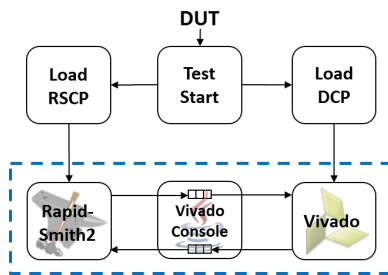 DUT
Load
RSCP
Test
Start
Load
DCP
Rapid-
Smith2
Vivado
Console
Vivado